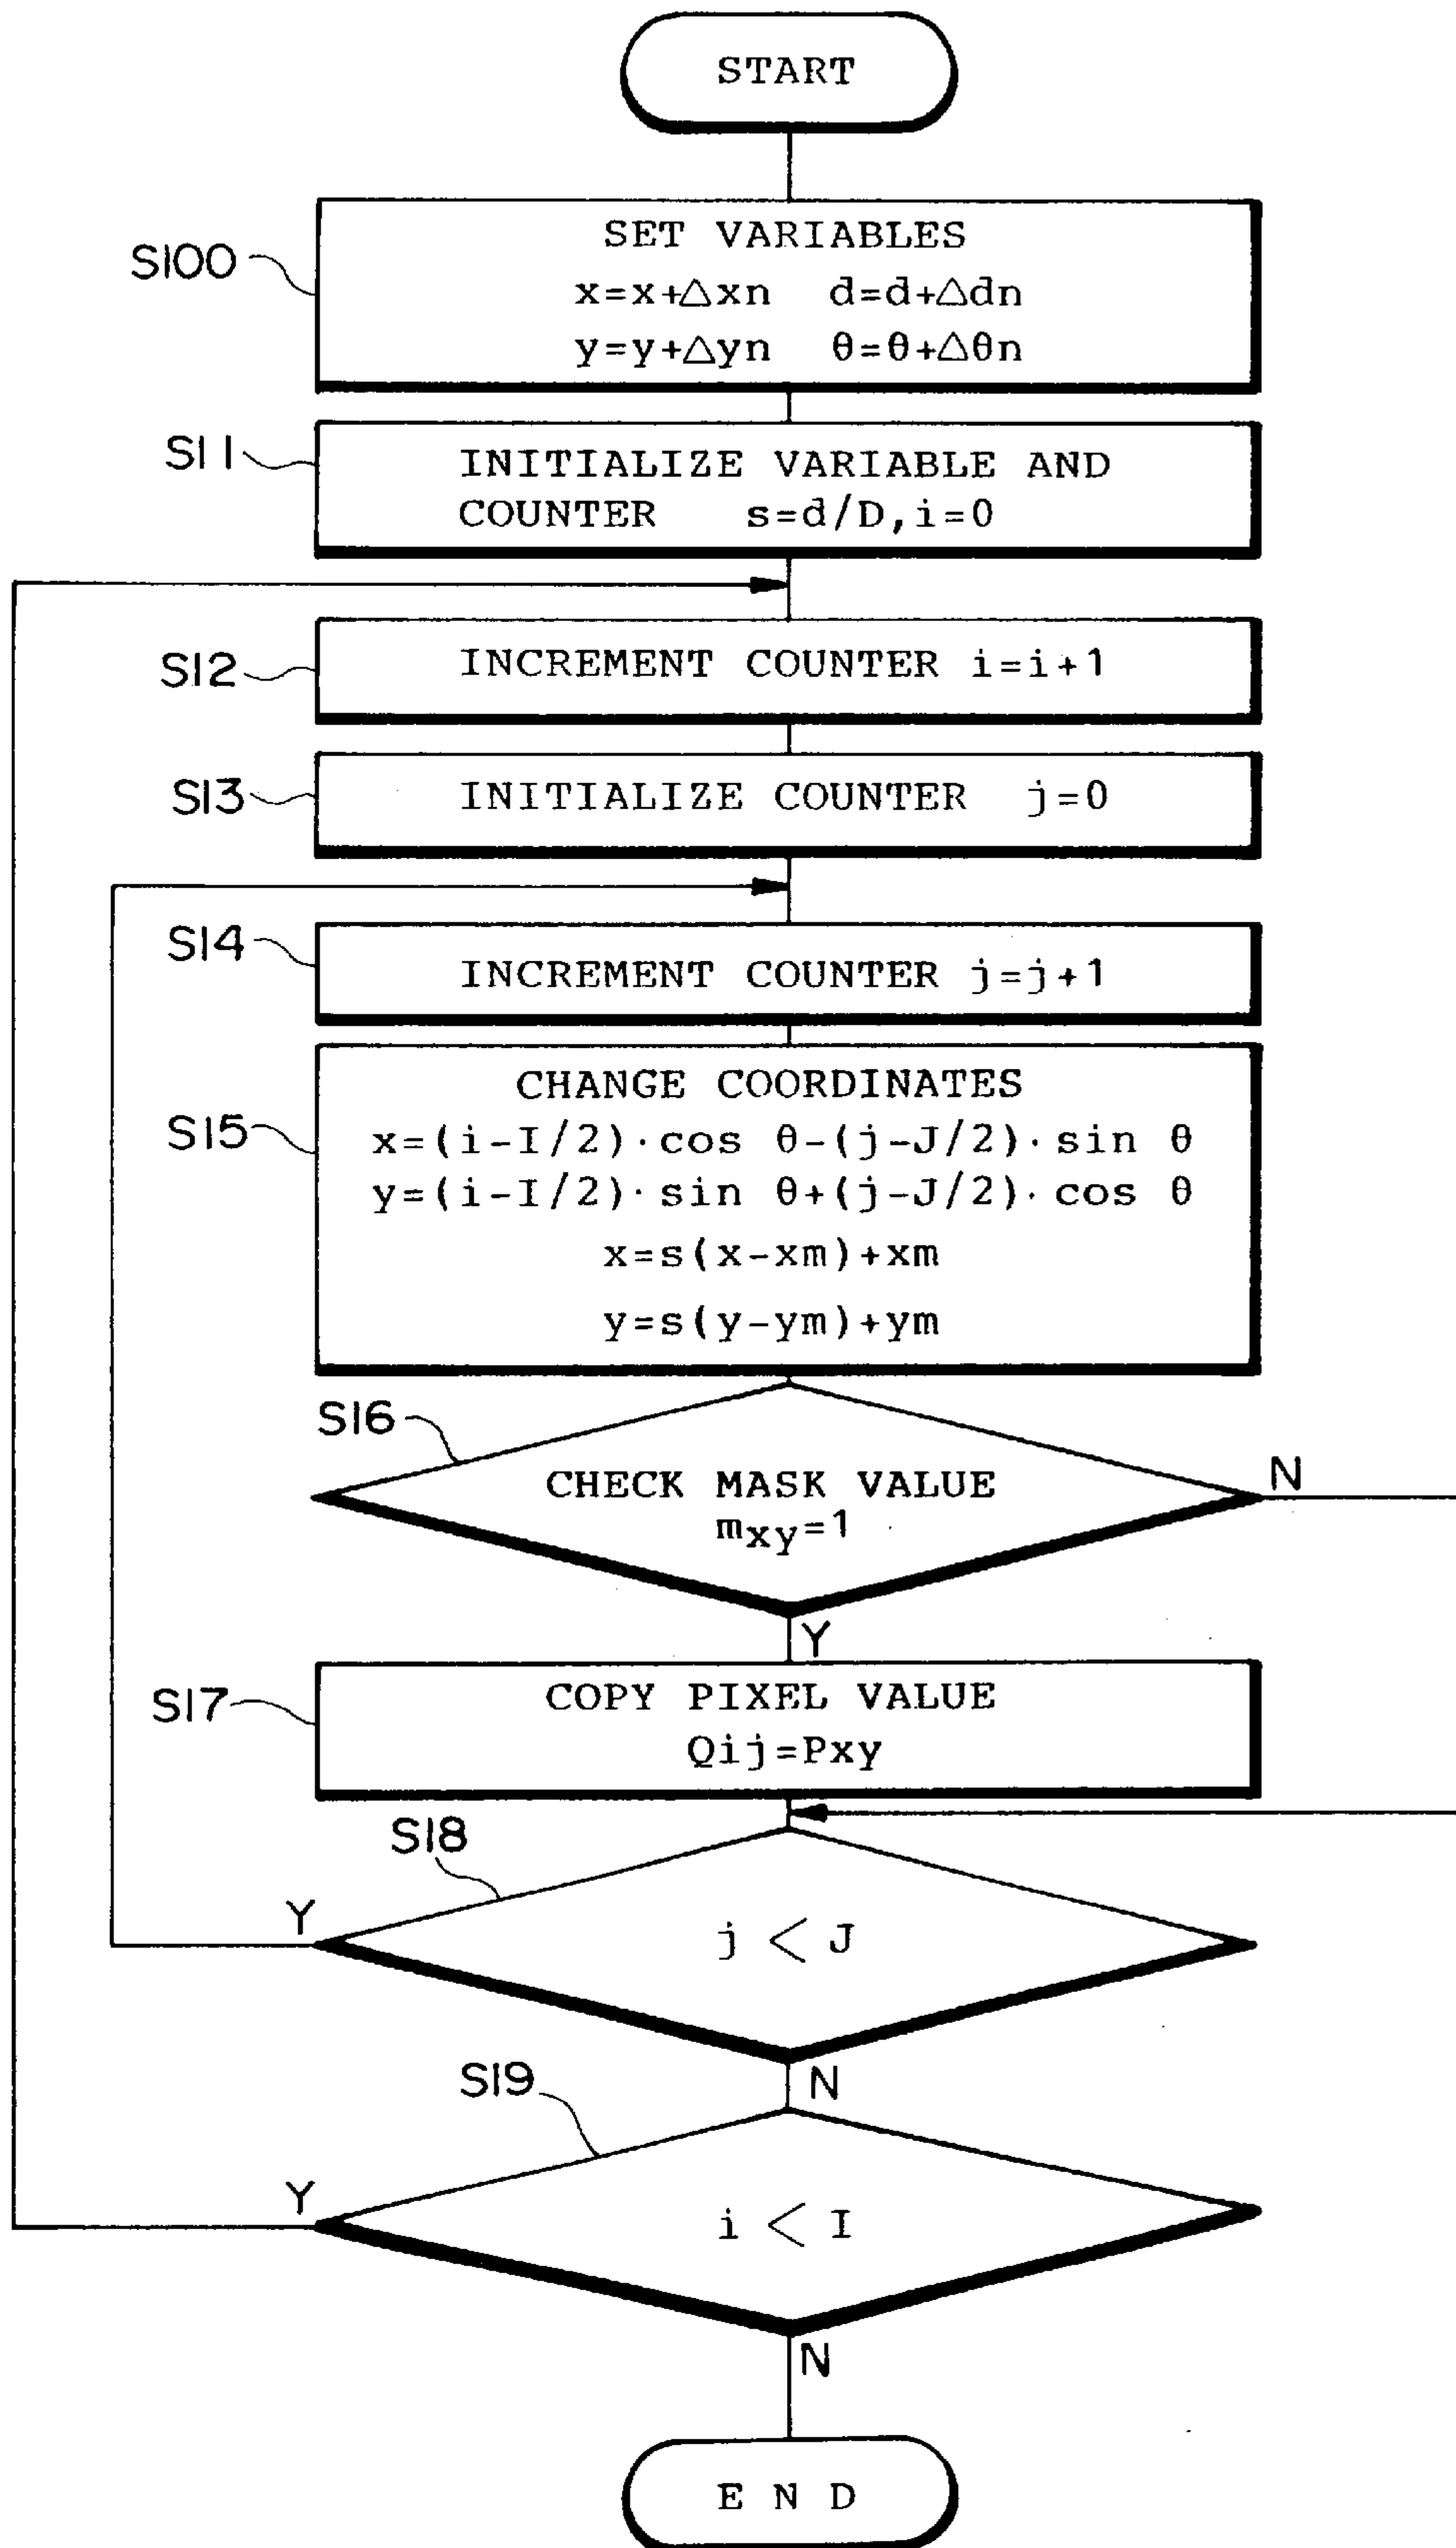 START
S100
SET VARIABLES
x=x+△xn d=d+△dn
y=y+△yn θ=θ+△θn
S11
INITIALIZE VARIABLE AND
COUNTER s=d/D,i=0
S12
INCREMENT COUNTER i=i+1
S13
INITIALIZE COUNTER j=0
S14
INCREMENT COUNTER j=j+1
S15
CHANGE COORDINATES
x=(i-I/2)·cos θ-(j-J/2)·sin θ
y=(i-I/2)·sin θ+(j-J/2)·cos θ
x=s(x-xm)+xm
y=s(y-ym)+ym
S16
CHECK MASK VALUE
mxy=1
N
Y
S17
COPY PIXEL VALUE
Qij=Pxy
S18
Y
j < J
N
S19
Y
i < I
N
E N D